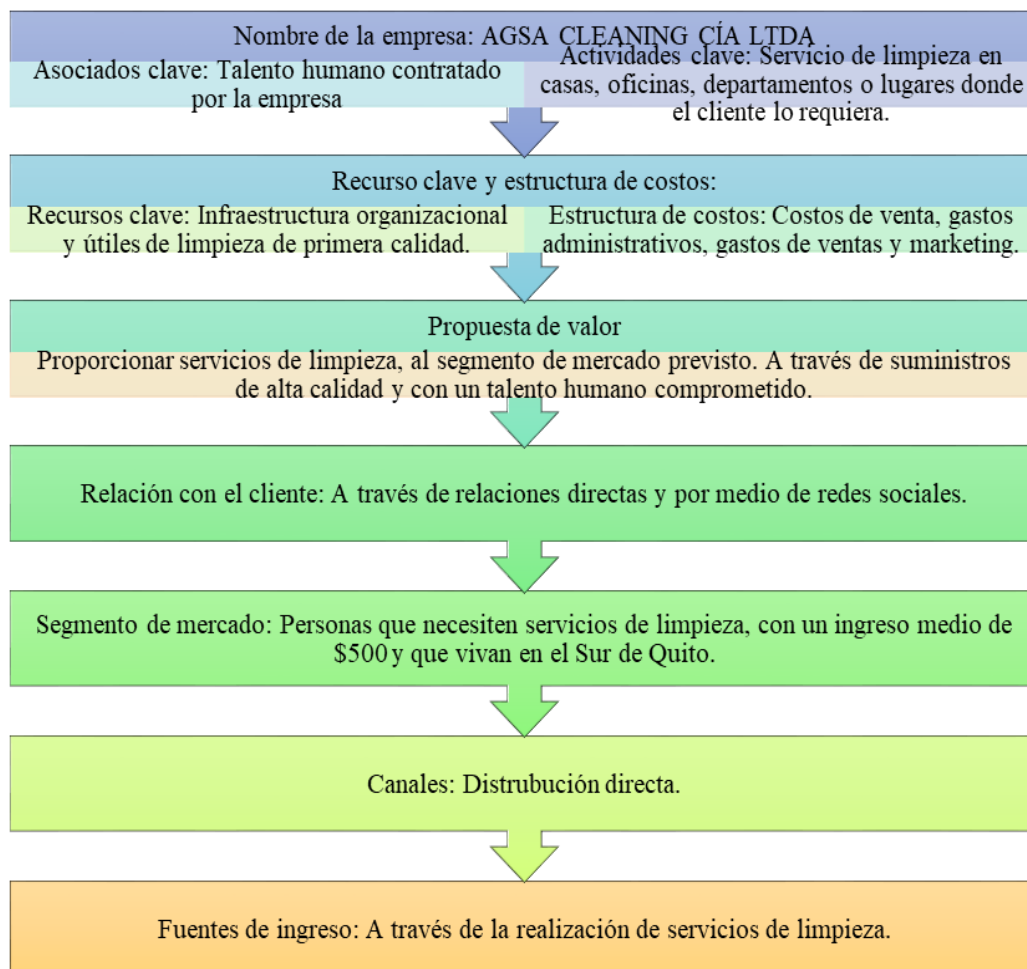 Nombre de la empresa: AGSA CLEANING CÍA LTDA
Asociados clave: Talento humano contratado
por la empresa
Actividades clave: Servicio de limpieza en
casas, oficinas, departamentos o lugares donde
el cliente lo requiera.
Recurso clave y estructura de costos:
Recursos clave: Infraestructura organizacional
y útiles de limpieza de primera calidad.
Estructura de costos: Costos de venta, gastos
administrativos, gastos de ventas y marketing.
Propuesta de valor
Proporcionar servicios de limpieza, al segmento de mercado previsto. A través de suministros
de alta calidad y con un talento humano comprometido.
Relación con el cliente: A través de relaciones directas y por medio de redes sociales.
Segmento de mercado: Personas que necesiten servicios de limpieza, con un ingreso medio de
$500 y que vivan en el Sur de Quito.
Canales: Distrubución directa.
Fuentes de ingreso: A través de la realización de servicios de limpieza.